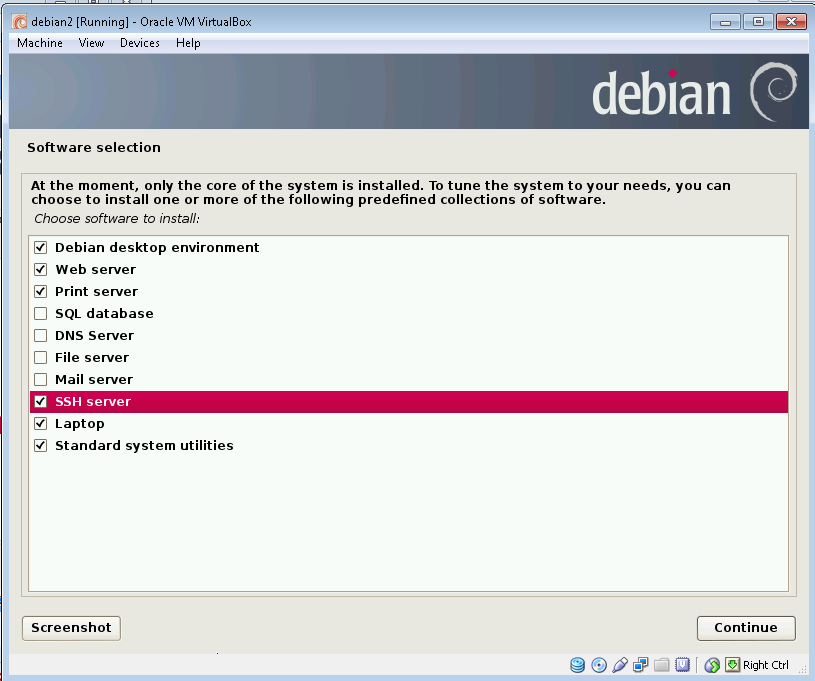 debian2 [Running] - Oracle VM VirtualBox
Machine View Devices Help
debian
Software selection
At the moment, only the core of the system is installed. To tune the system to your needs, you can
choose to install one or more of the following predefined collections of software.
Choose software to install:
Debian desktop environment
Web server
Print server
SQL database
DNS Server
File server
Mail server
SSH server
Laptop
Standard system utilities
Screenshot
Continue
Right Ctrl